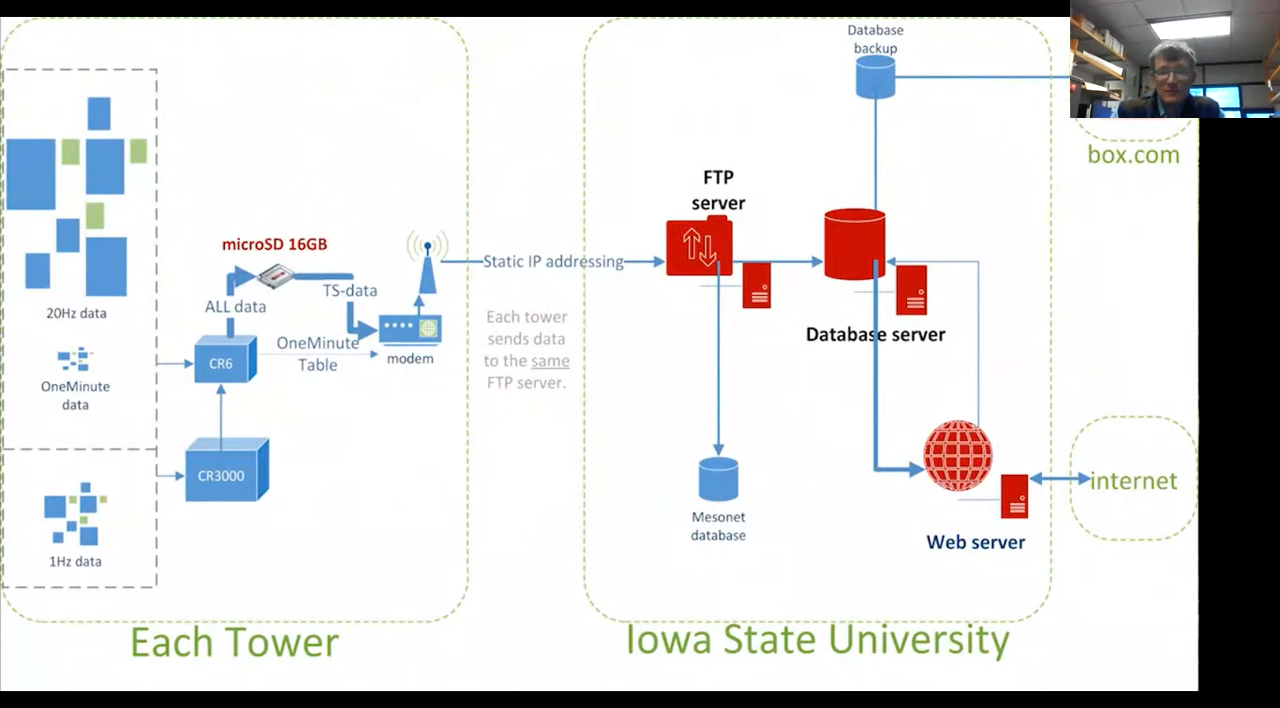 Database
backup
box.com
FTP
server
microSD 16GB
Static IP addressing
TS-data
ALL data
20Hz data
Each tower
sends data
to the same
FTP server.
Database server
OneMinute
Table
modem
CR6
OneMinute
data
CR3000
internet
Mesonet
database
Web server
1Hz data
Each Tower
Iowa State University